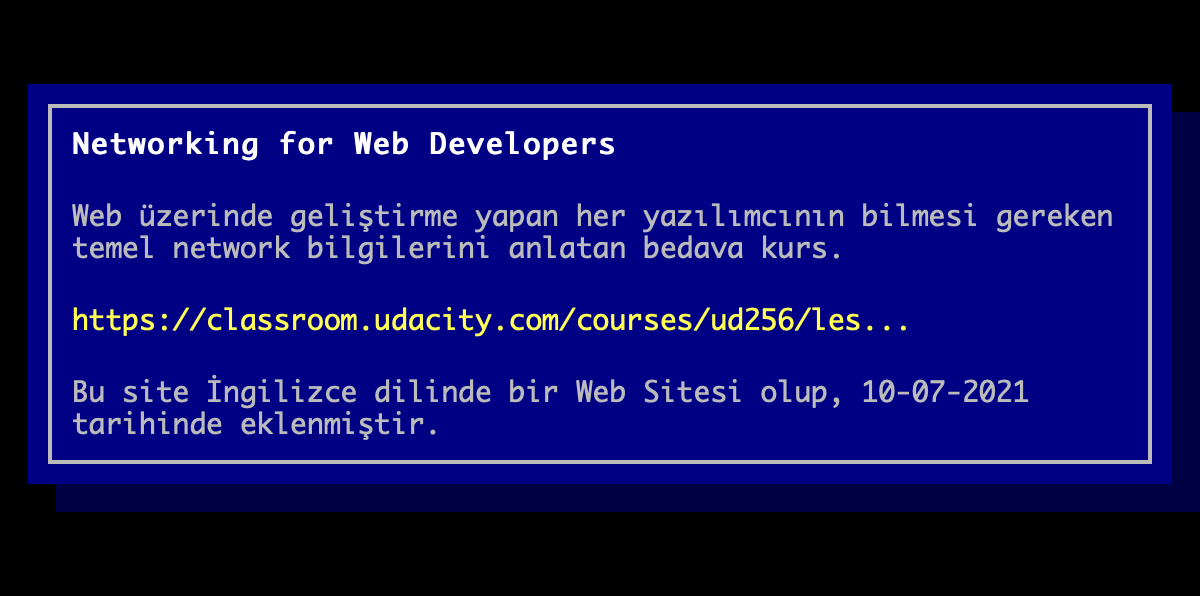 Networking for Web Developers
Web üzerinde geliştirme yapan her yazılımcının bilmesi gereken
temel network bilgilerini anlatan bedava kurs.
https://classroom.udacity.com/courses/ud256/les...
Bu site İngilizce dilinde bir Web Sitesi olup, 10-07-2021
tarihinde eklenmiştir.